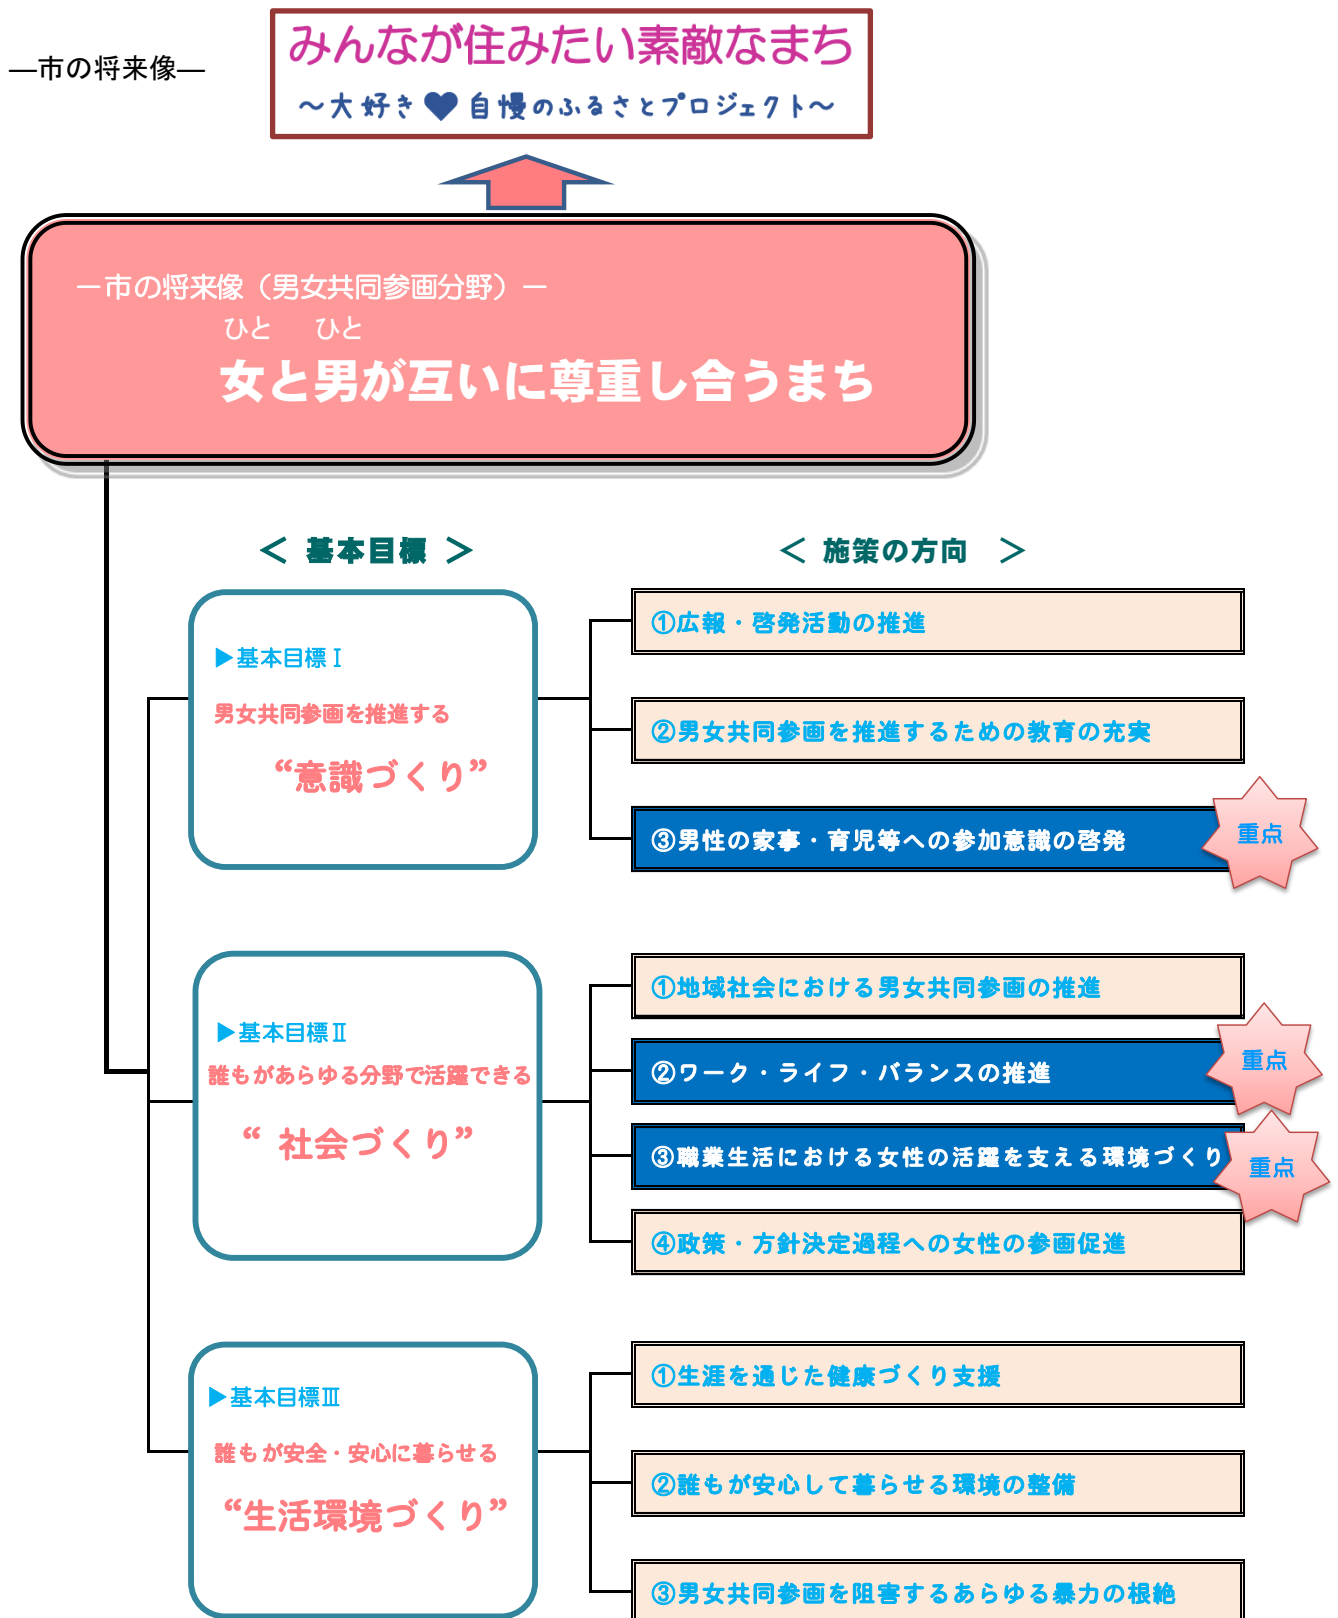 ―市の将来像―
みんなが住みたい素敵なまち
～大好き♥自慢のふるさとプロジェクト～
－市の将来像（男女共同参画分野）－
ひと　ひと
女と男が互いに尊重し合うまち
＜ 基本目標 ＞
＜ 施策の方向　＞
▶基本目標Ⅰ
男女共同参画を推進する
“意識づくり”
①広報・啓発活動の推進
②男女共同参画を推進するための教育の充実
③男性の家事・育児等への参加意識の啓発
重点
▶基本目標Ⅱ
誰もがあらゆる分野で活躍できる
“ 社会づくり”
①地域社会における男女共同参画の推進
②ワーク・ライフ・バランスの推進
重点
③職業生活における女性の活躍を支える環境づくり
重点
④政策・方針決定過程への女性の参画促進
▶基本目標Ⅲ
誰もが安全・安心に暮らせる
“生活環境づくり”
①生涯を通じた健康づくり支援
②誰もが安心して暮らせる環境の整備
③男女共同参画を阻害するあらゆる暴力の根絶